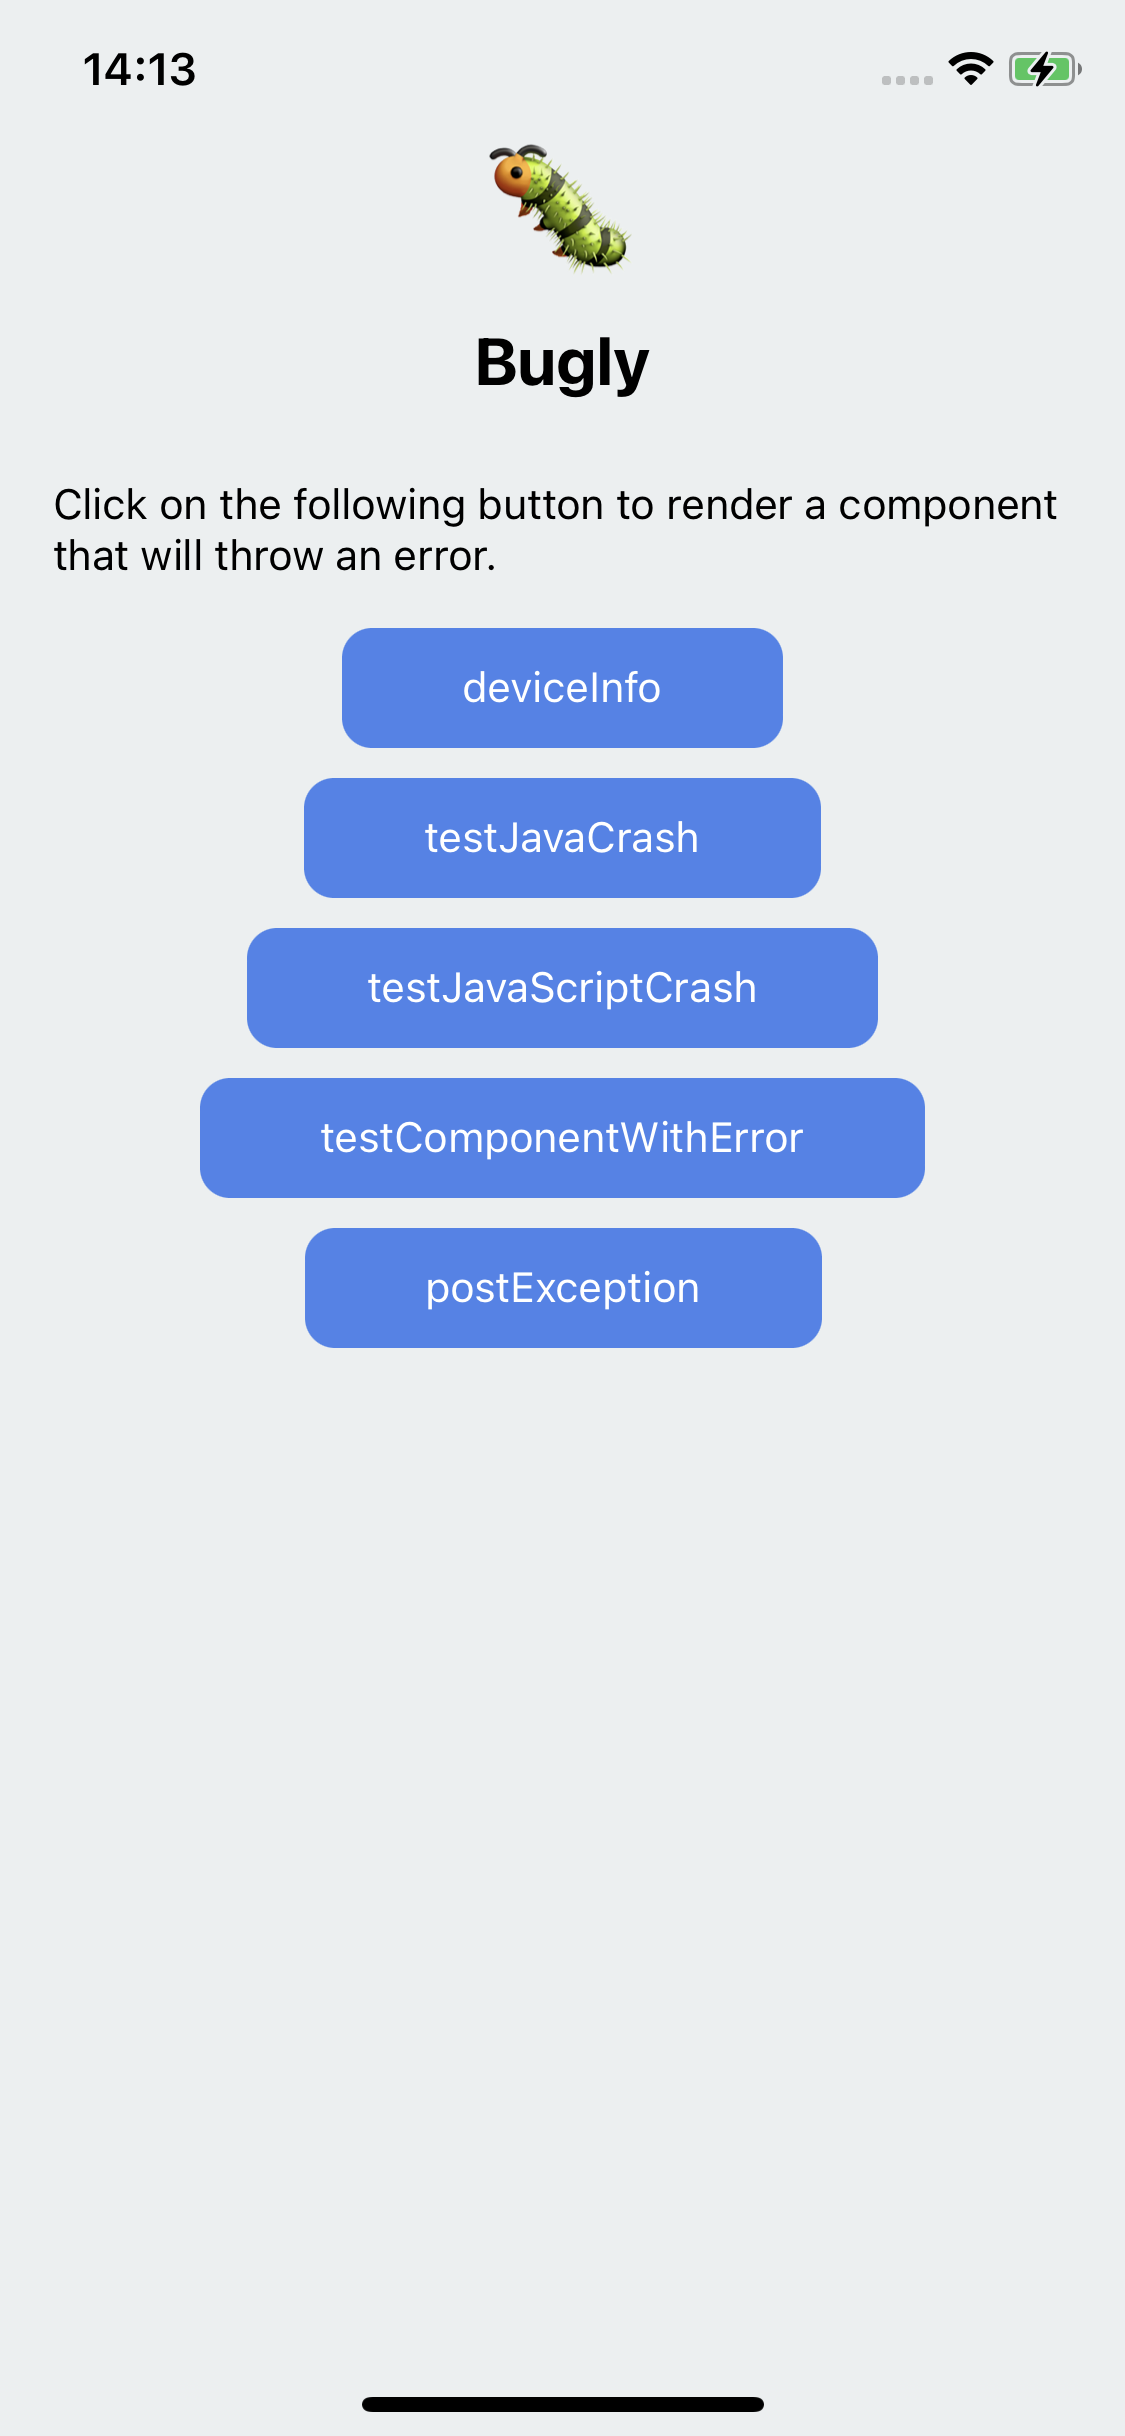 14:13
Bugly
Click on the following button to render a component
that will throw an error.
deviceInfo
testJavaCrash
testJavaScriptCrash
testComponentWithError
postException